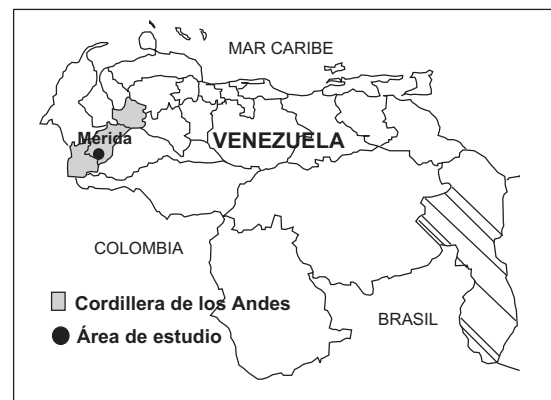 MAR CARIBE
Mérida
VENEZUELA
COLOMBIA
Cordillera de los Andes
BRASIL
Área de estudio